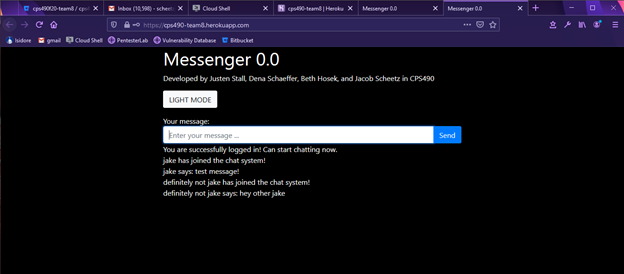 cps490f20-team8 / cps4
Inbox (10,598) - scheetz
Cloud Shell
cps490-team8 | Heroku
Messenger 0.0
Messenger 0.0
https://cps490-team8.herokuapp.com
Isidore gmail Cloud Shell PentesterLab Vulnerability Database Bitbucket
Messenger 0.0
Developed by Justen Stall, Dena Schaeffer, Beth Hosek, and Jacob Scheetz in CPS490
LIGHT MODE
Your message:
Enter your message ...
Send
You are successfully logged in! Can start chatting now.
jake has joined the chat system!
jake says: test message!
definitely not jake has joined the chat system!
definitely not jake says: hey other jake